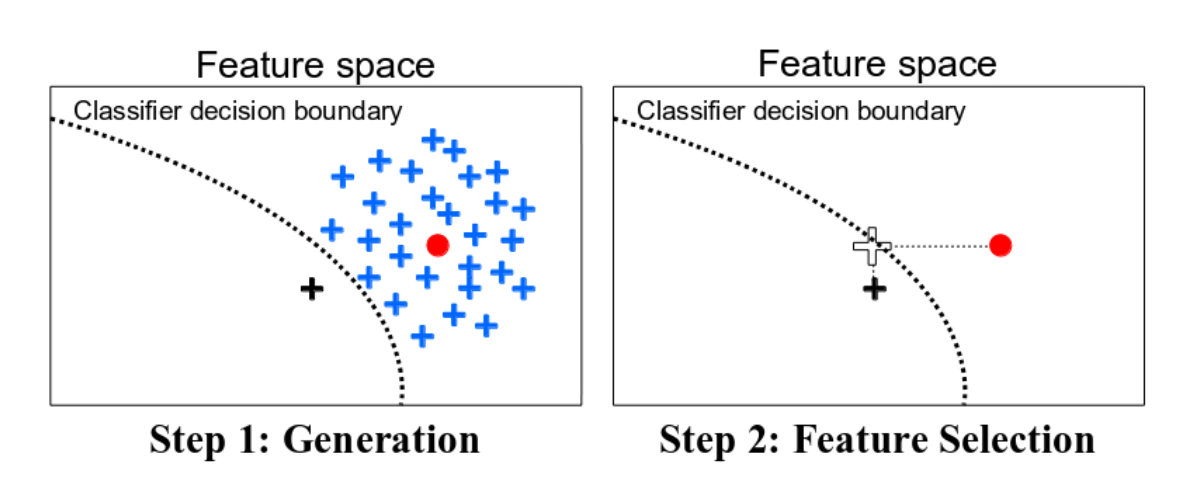 Feature space
Classifier decision boundary
Step 1: Generation
Feature space
Classifier decision boundary
Step 2: Feature Selection